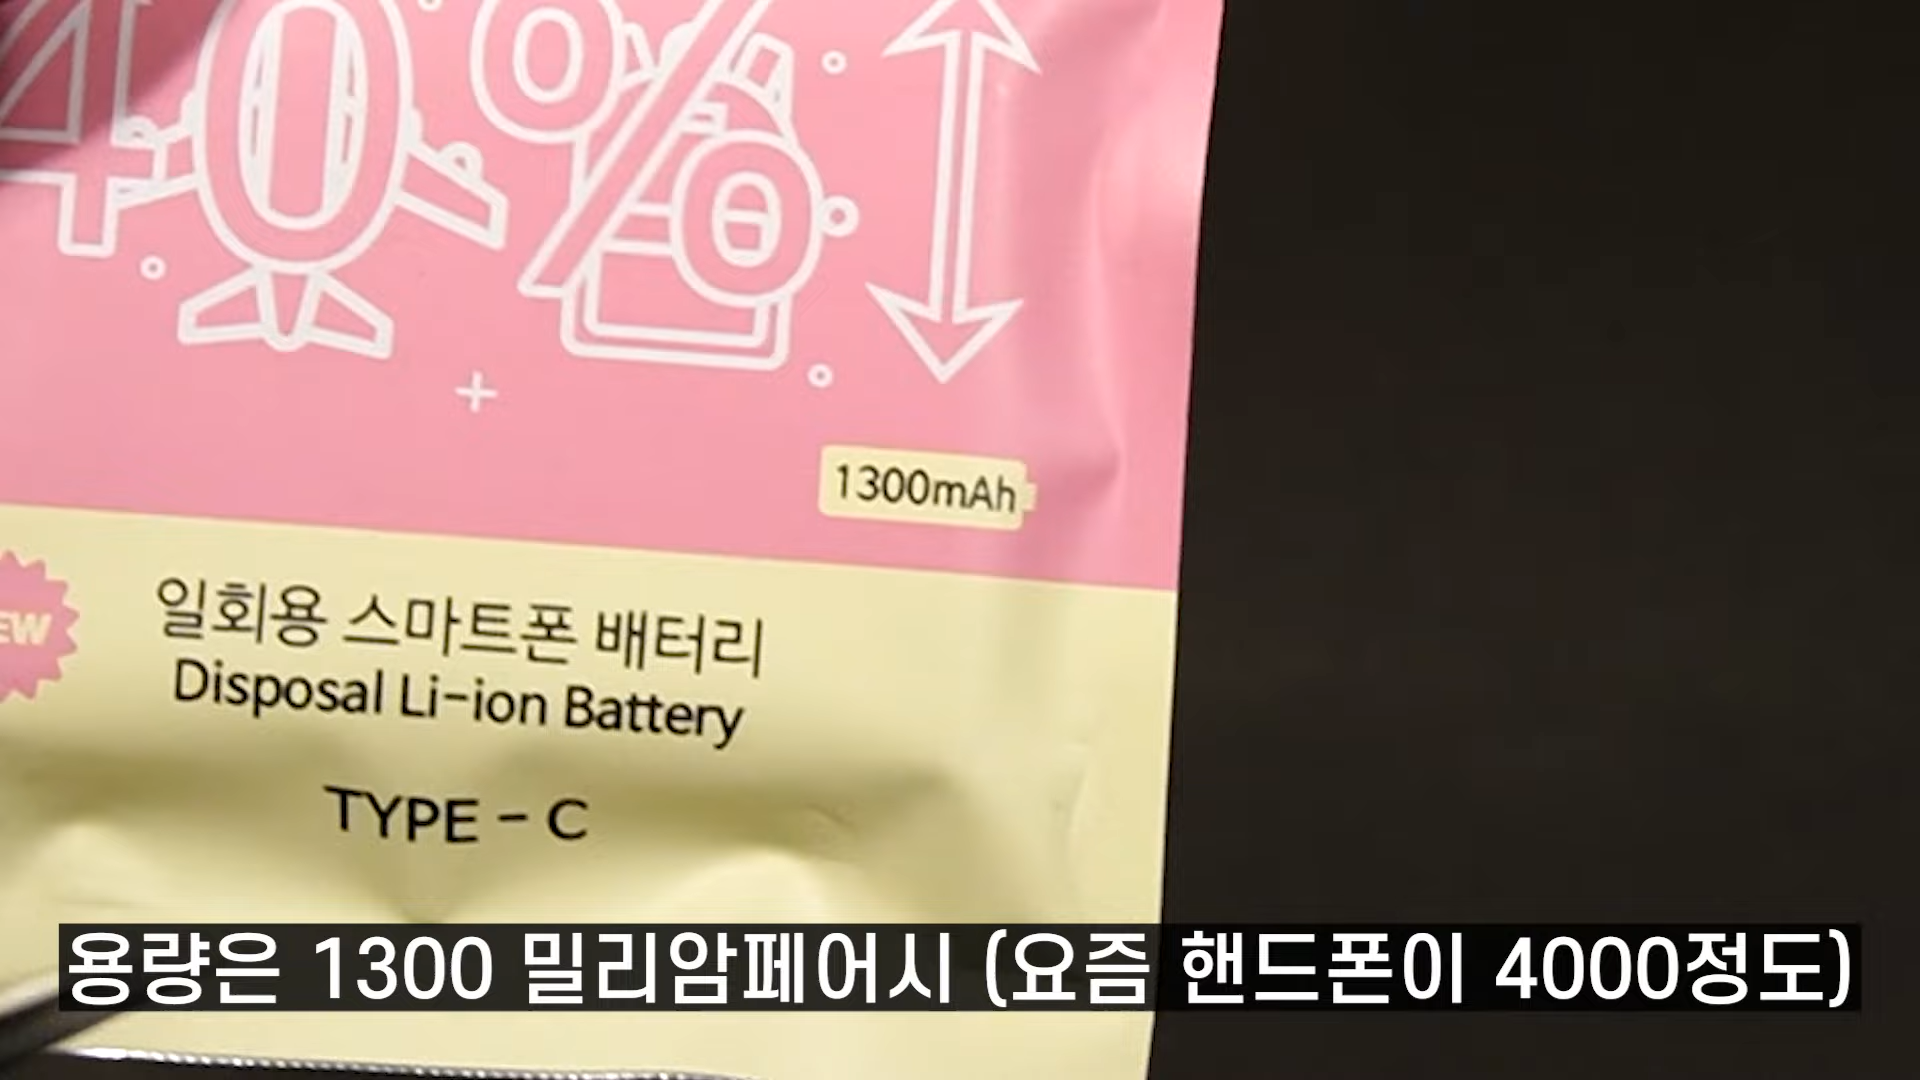 40%
1300mAh
EW
일회용 스마트폰 배터리
Disposal Li-ion Battery
TYPE - C
용량은 1300 밀리암페어시 (요즘 핸드폰이 4000정도)